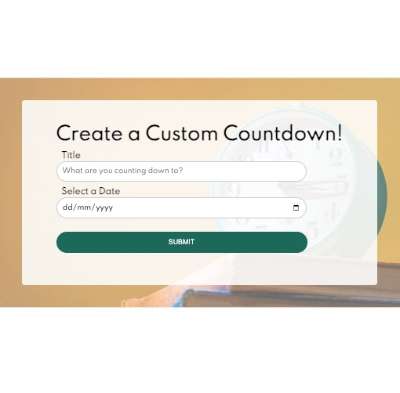 Create a Custom Countdown!
Title
What are you counting down to?
Select a Date
dd/mm/yyyy
SUBMIT